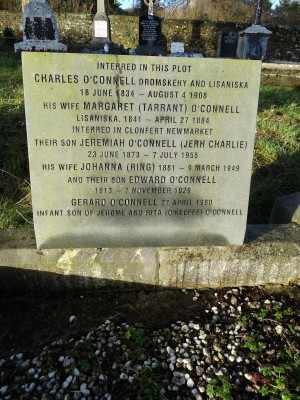 INTERRED IN THIS PLOT
CHARLES O'CONNELL DROMSKEHY AND LISANISKA
18 JUNE 1834 - AUGUST 4 1908
HIS WIFE MARGARET (TARRANT) O'CONNELL
LISANISKA. 1841 - APRIL 27 1884
INTERRED IN CLONFERT NEWMARKET
THEIR SON JEREMIAH O'CONNELL (JERH CHARLIE)
23 JUNE 1873 - 7 JULY 1955
HIS WIFE JOHANNA (RING) 1881 - 9 MARCH 1949
AND THEIR SON EDWARD O'CONNELL
1913 - 7 NOVEMBER 1928
GERARD O'CONNELL 27 APRIL 1950
INFANT SON OF JEROME AND RITA (O'KEEFFE) O'CONNELL